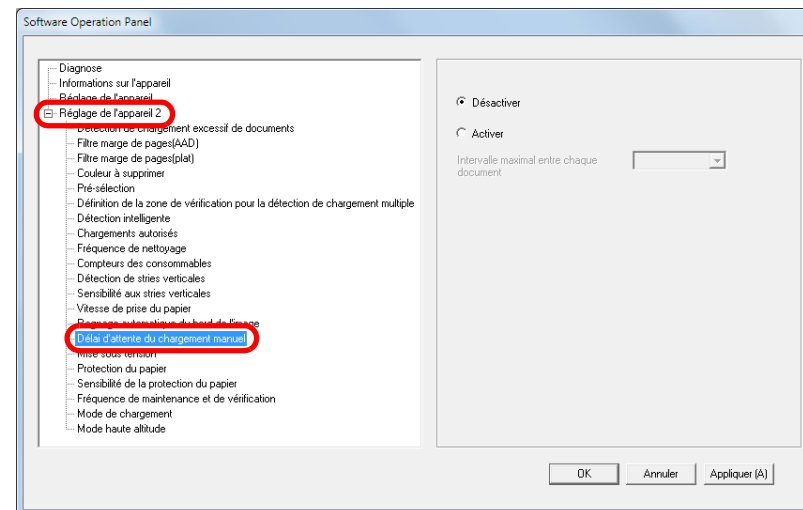 Software Operation Panel
Diagnose
Informations sur l'appareil
Réglage de l'appareil
Réglage de l'appareil 2
Détection de chargement excessif de documents
Filtre marge de pages(AAD)
Filtre marge de pages(plat)
Couleur à supprimer
Pré-sélection
Définition de la zone de vérification pour la détection de chargement multiple
Détection intelligente
Chargements autorisés
Fréquence de nettoyage
Compteurs des consommables
Détection de stries verticales
Sensibilité aux stries verticales
Vitesse de prise du papier
Rognage automatique du bord de l'image
Délai d'attente du chargement manuel
Mise sous tension
Protection du papier
Sensibilité de la protection du papier
Fréquence de maintenance et de vérification
Mode de chargement
Mode haute altitude
Désactiver
Activer
Intervalle maximal entre chaque
document
OK
Annuler
Appliquer (A)